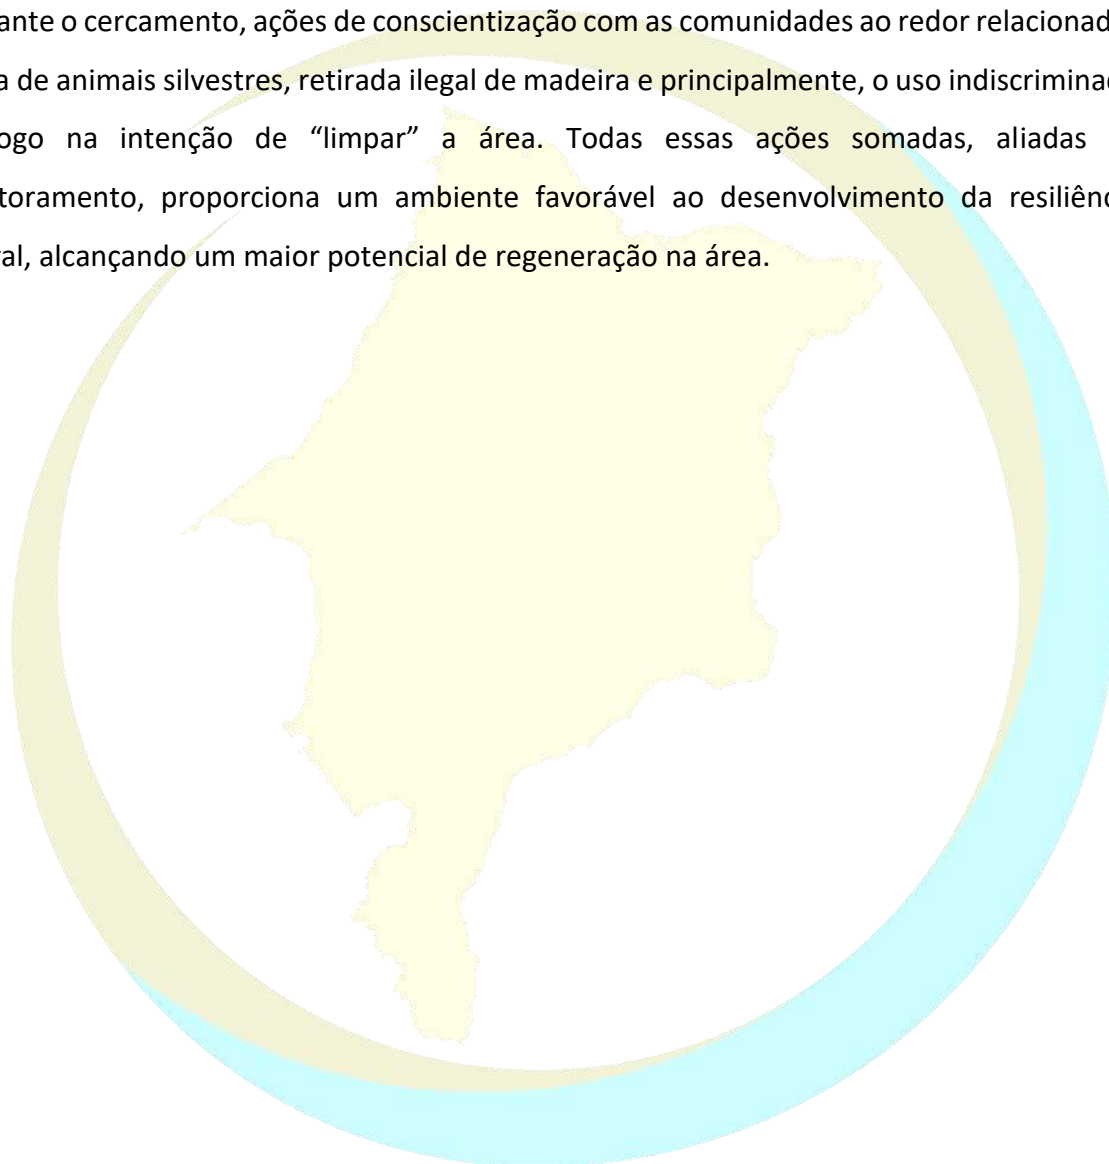 ante o cercamento, ações de conscientização com as comunidades ao redor relacionad
a de animais silvestres, retirada ilegal de madeira e principalmente, o uso indiscrimina
ogo na intenção de “limpar” a área. Todas essas ações somadas, aliadas
toramento, proporciona um ambiente favorável ao desenvolvimento da resiliênc
al, alcançando um maior potencial de regeneração na área.